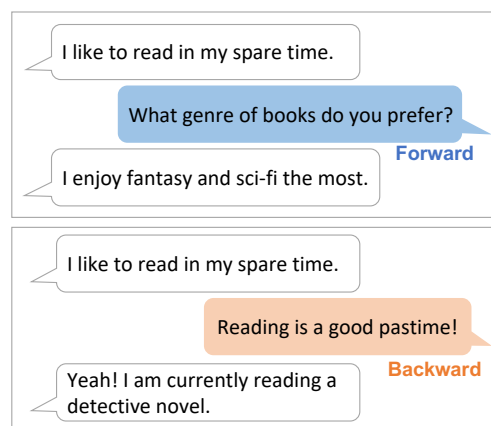 I like to read in my spare time.
What genre of books do you prefer?
Forward
I enjoy fantasy and sci-fi the most.
I like to read in my spare time.
Reading is a good pastime!
Backward
Yeah! I am currently reading a
detective novel.